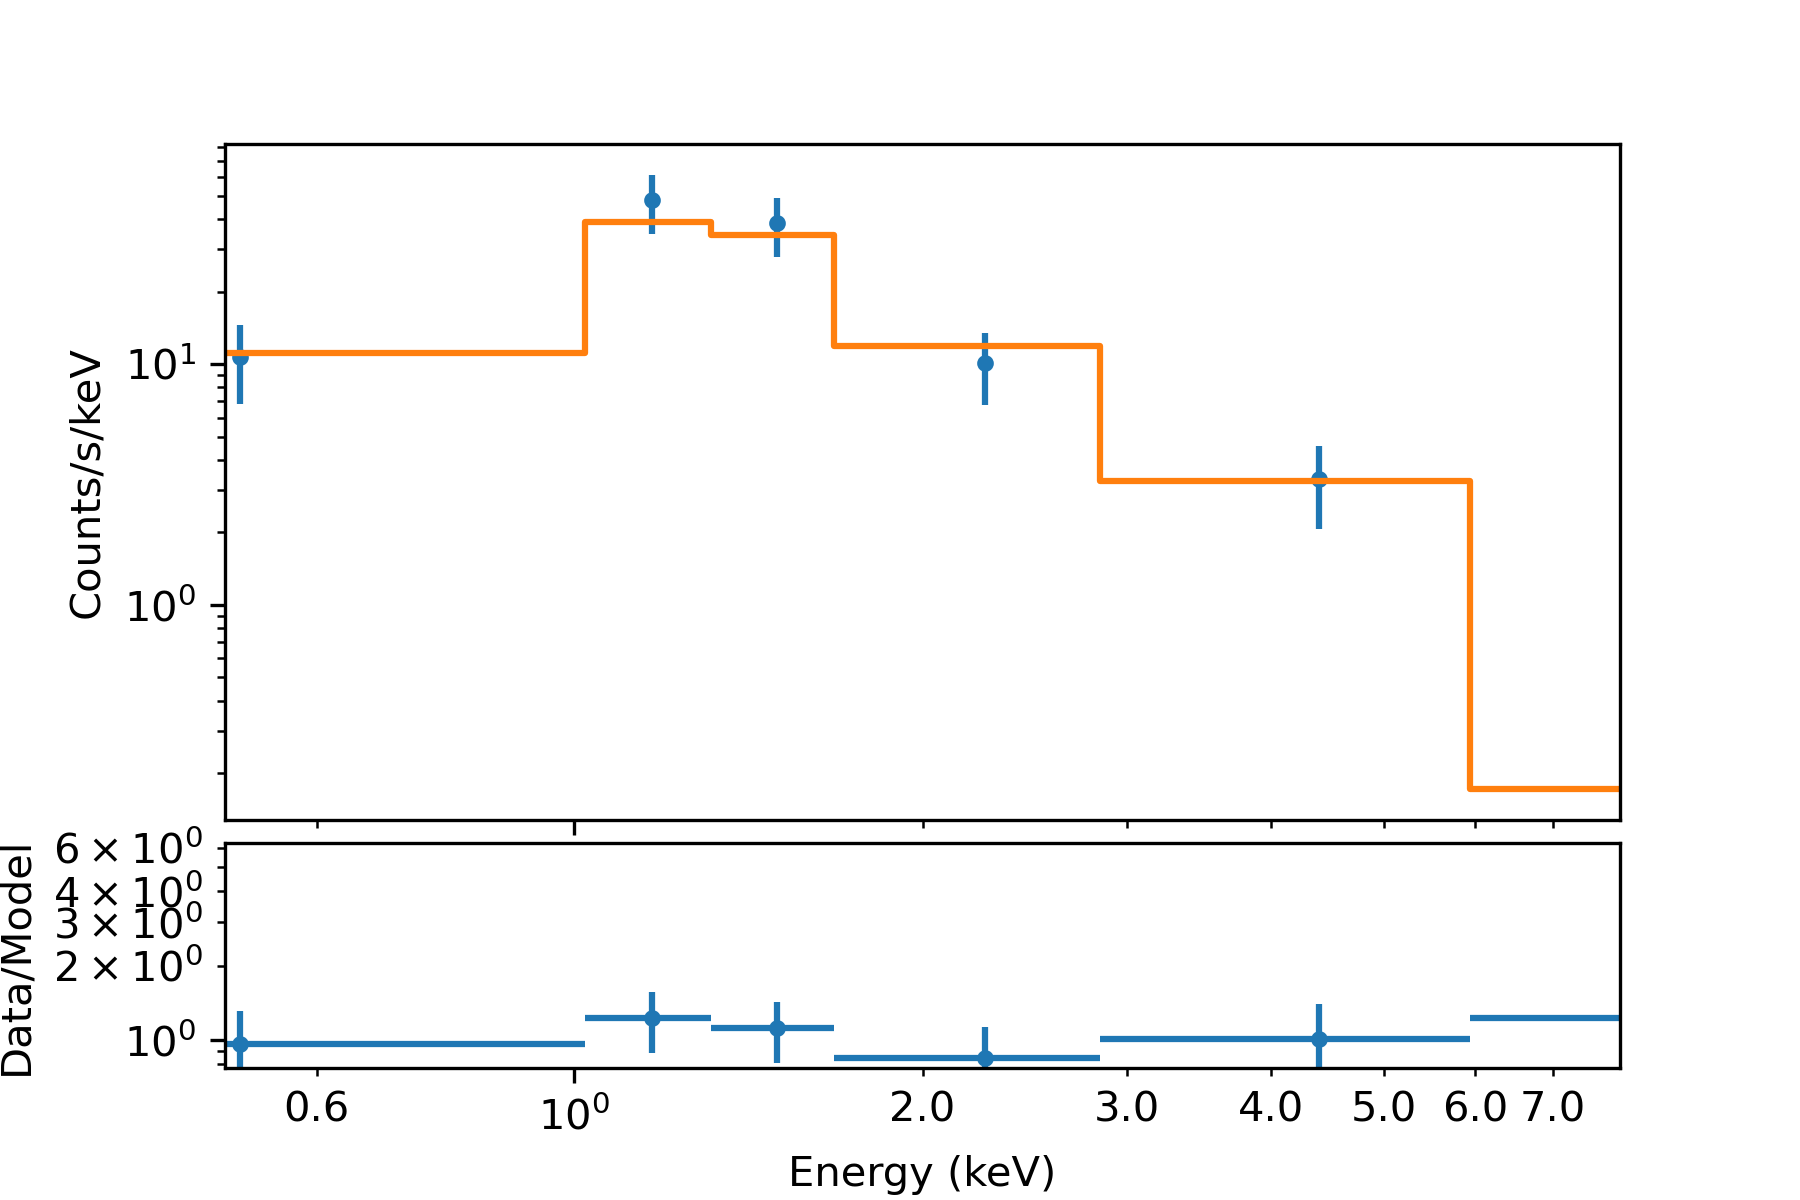 Counts/s/keV
10¹
10⁰
Data/Model
6 × 10⁰
4 × 10⁰
3 × 10⁰
2 × 10⁰
10⁰
0.6 10⁰ 2.0 3.0 4.0 5.0 6.0 7.0
Energy (keV)